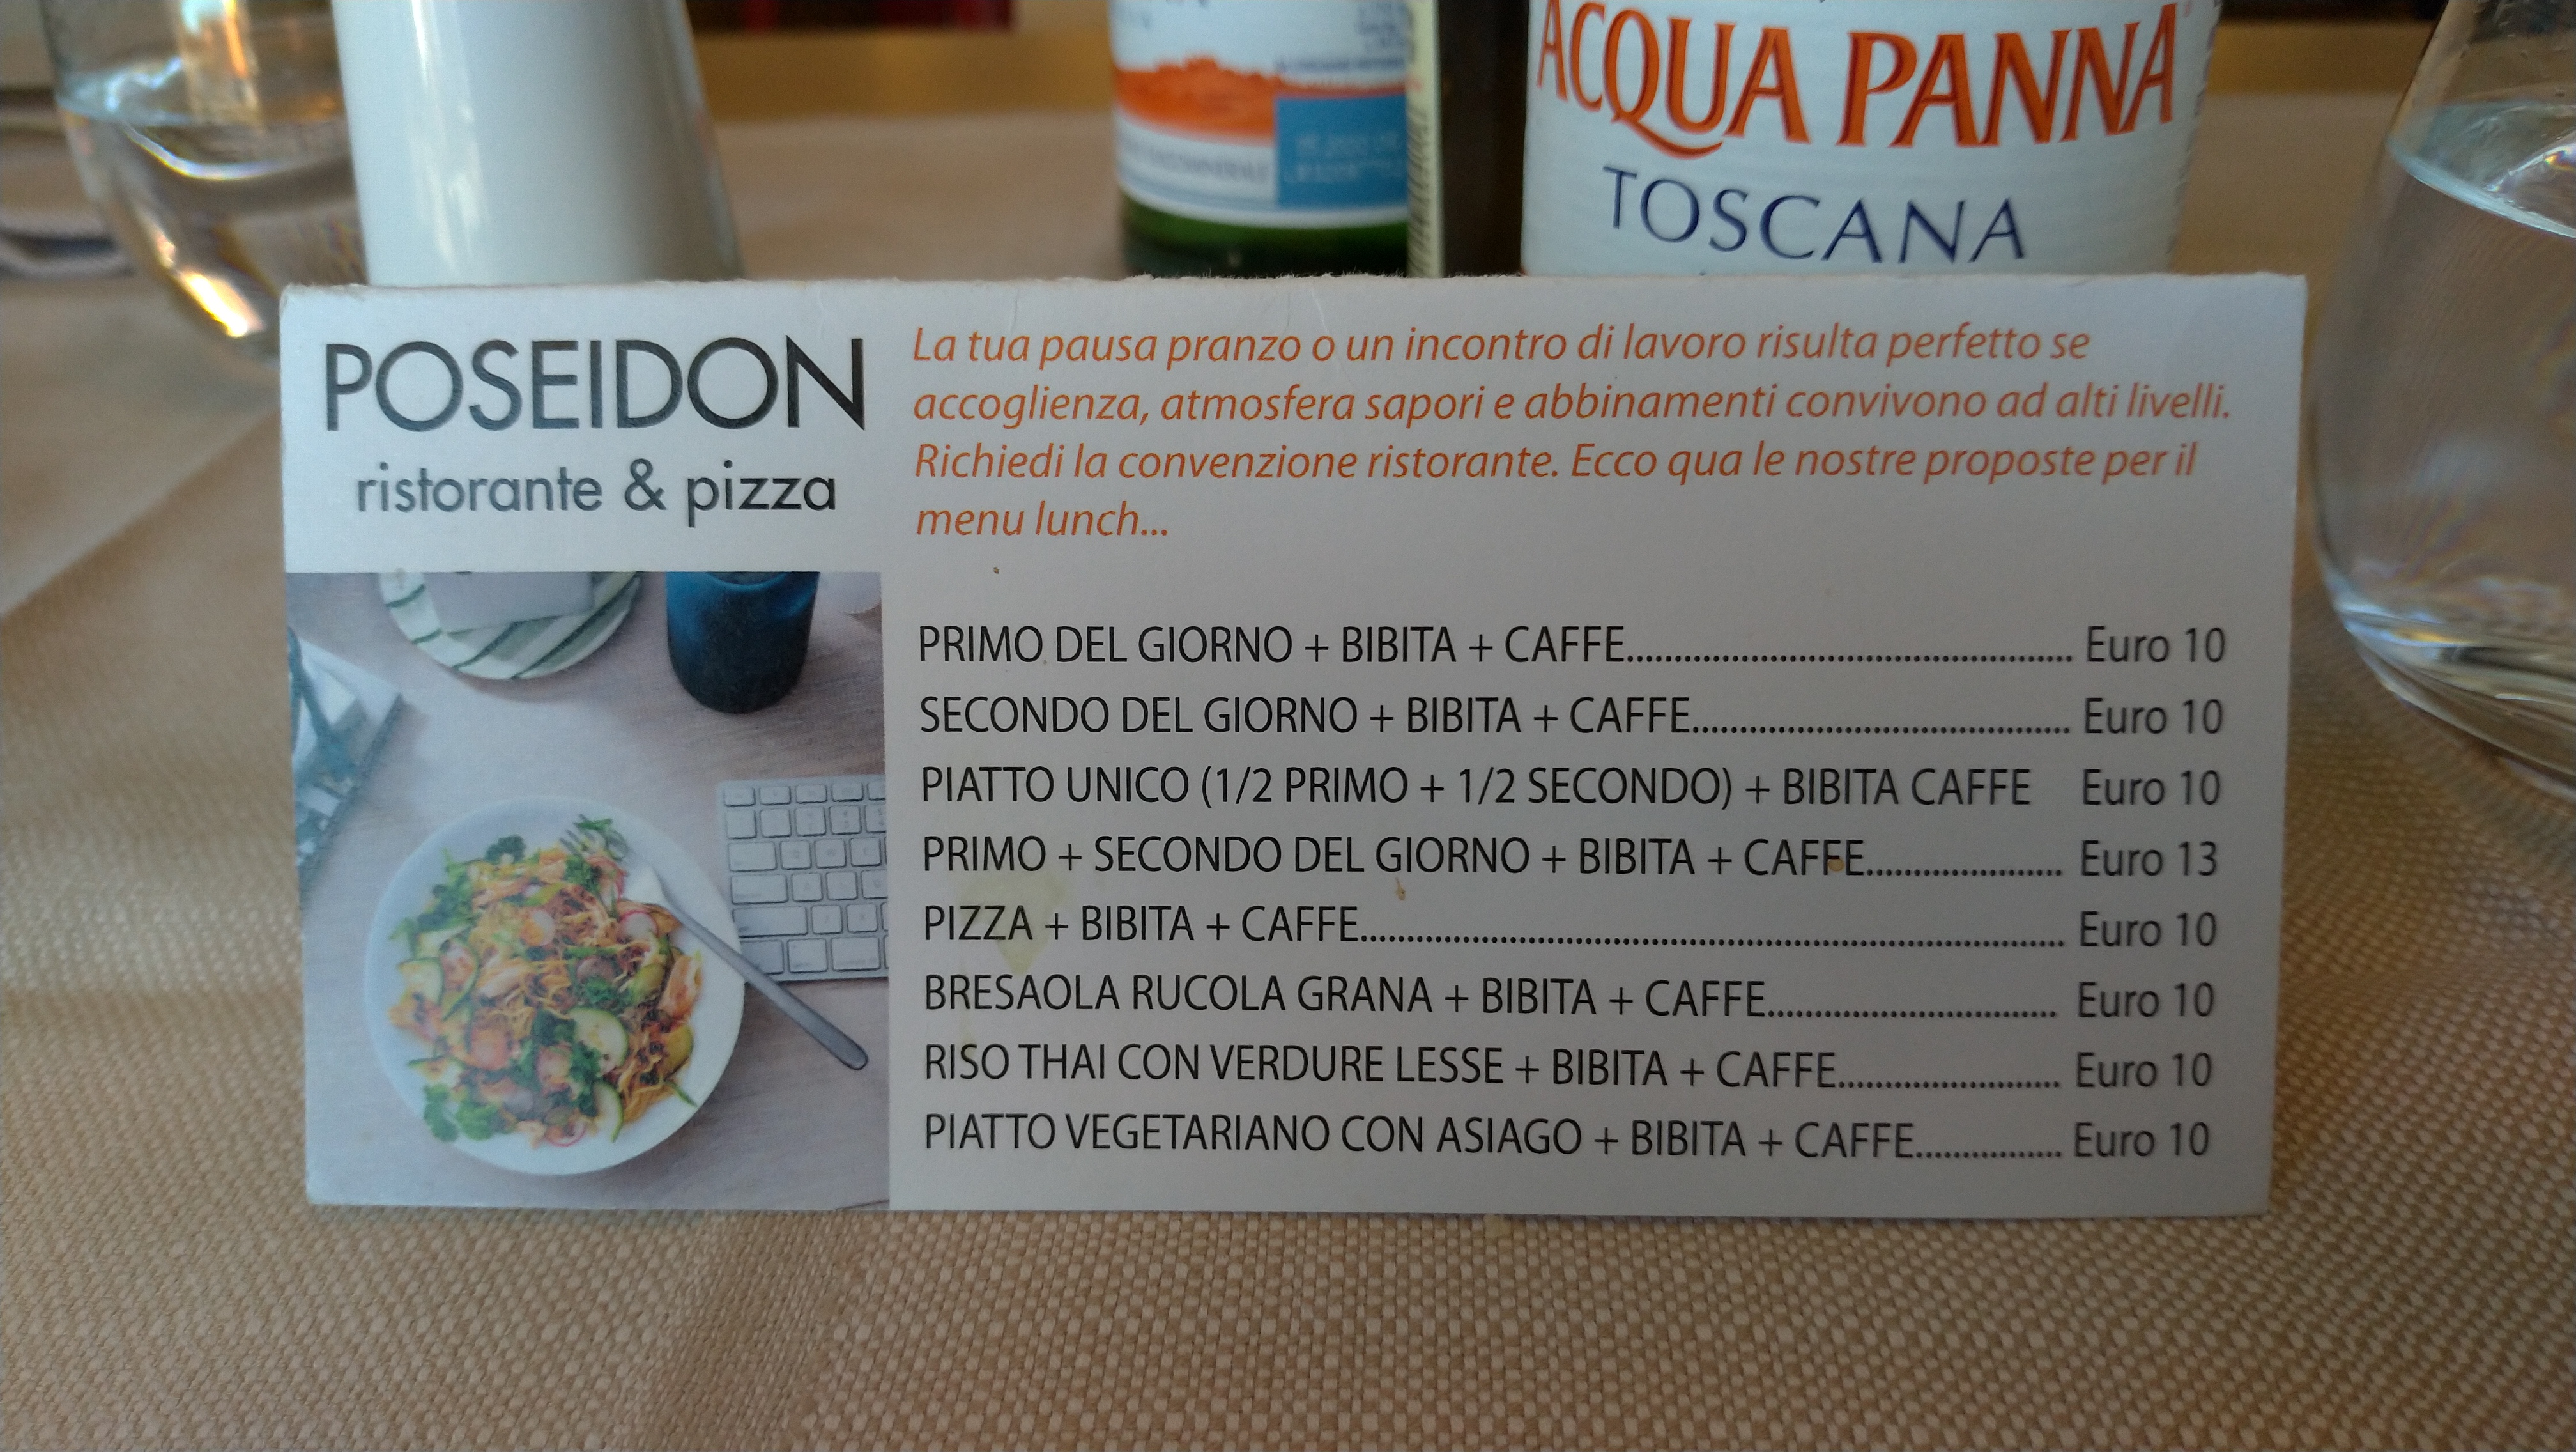 ACQUA PANNA
TOSCANA
POSEIDON
ristorante & pizza
La tua pausa pranzo o un incontro di lavoro risulta perfetto se
accoglienza, atmosfera sapori e abbinamenti convivono ad alti livelli.
Richiedi la convenzione ristorante. Ecco qua le nostre proposte per il
menu lunch...
PRIMO DEL GIORNO + BIBITA + CAFFE................................................ Euro 10
SECONDO DEL GIORNO + BIBITA + CAFFE......................................... Euro 10
PIATTO UNICO (1/2 PRIMO + 1/2 SECONDO) + BIBITA CAFFE Euro 10
PRIMO + SECONDO DEL GIORNO + BIBITA + CAFFE..................... Euro 13
PIZZA + BIBITA + CAFFE............................................................................ Euro 10
BRESAOLA RUCOLA GRANA + BIBITA + CAFFE............................... Euro 10
RISO THAI CON VERDURE LESSE + BIBITA + CAFFE........................ Euro 10
PIATTO VEGETARIANO CON ASIAGO + BIBITA + CAFFE................ Euro 10